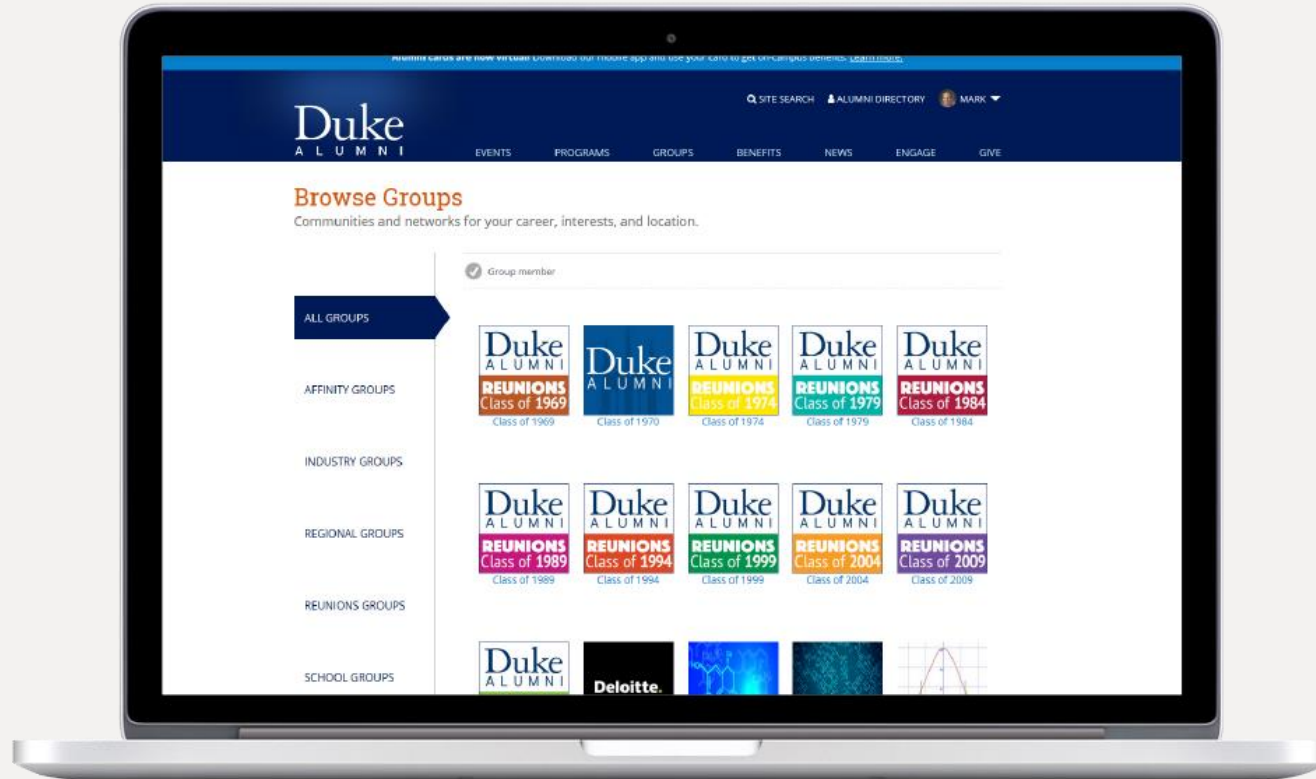 Alumni cards are now virtual! Download our mobile app and use your card to get on-campus benefits. Learn more.
SITE SEARCH ALUMNI DIRECTORY MARK
Duke
ALUMNI
EVENTS PROGRAMS GROUPS BENEFITS NEWS ENGAGE GIVE
Browse Groups
Communities and networks for your career, interests, and location.
Group member
ALL GROUPS
AFFINITY GROUPS
INDUSTRY GROUPS
REGIONAL GROUPS
REUNIONS GROUPS
SCHOOL GROUPS
Duke Duke Duke Duke Duke
ALUMNI ALUMNI ALUMNI ALUMNI ALUMNI
REUNIONS REUNIONS REUNIONS REUNIONS
Class of 1969 Class of 1974 Class of 1979 Class of 1984
Class of 1969 Class of 1970 Class of 1974 Class of 1979 Class of 1984
Duke Duke Duke Duke Duke
ALUMNI ALUMNI ALUMNI ALUMNI ALUMNI
REUNIONS REUNIONS REUNIONS REUNIONS REUNIONS
Class of 1989 Class of 1994 Class of 1999 Class of 2004 Class of 2009
Class of 1989 Class of 1994 Class of 1999 Class of 2004 Class of 2009
Duke
ALUMNI
Deloitte.